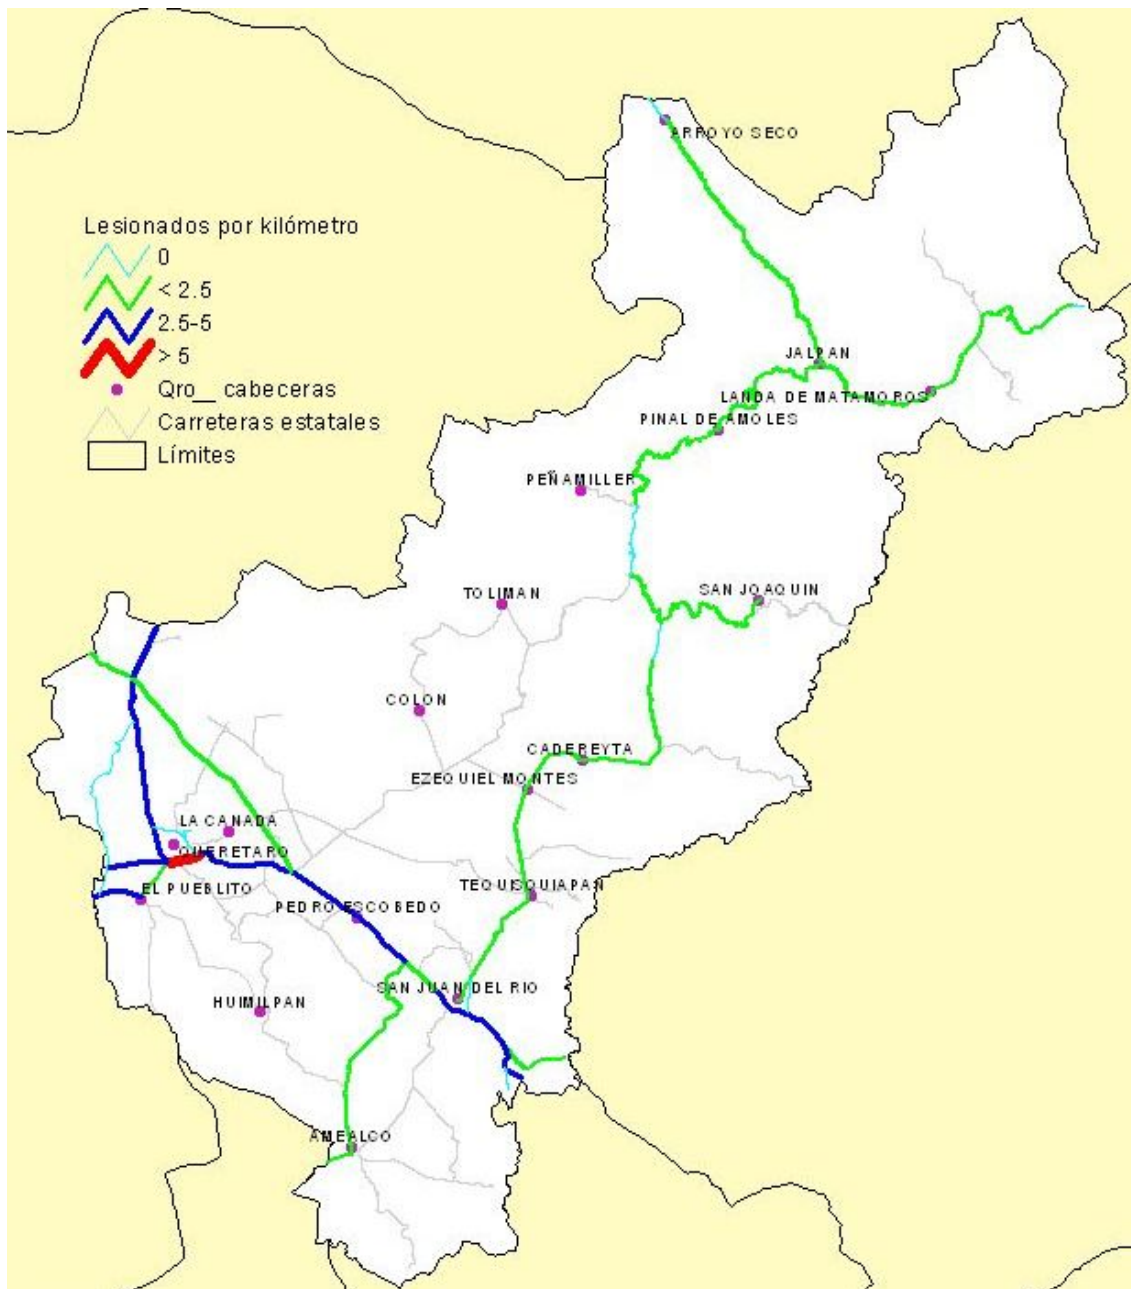 ARROYO SECO
Lesionados por kilómetro
0
< 2.5
2.5-5
> 5
Qro__ cabeceras
Carreteras estatales
Límites
JALPAN
LANDA DE MATAMOROS
PINAL DE AMOLES
PEÑAMILLER
SAN JOAQUIN
TOLIMAN
COLON
CADEREYTA
EZEQUIEL MONTES
LA CANADA
QUERETARO
EL PUEBLITO
TEQUISQUIAPAN
PEDRO ESCOBEDO
SAN JUAN DEL RIO
HUIMILPAN
AMEALCO